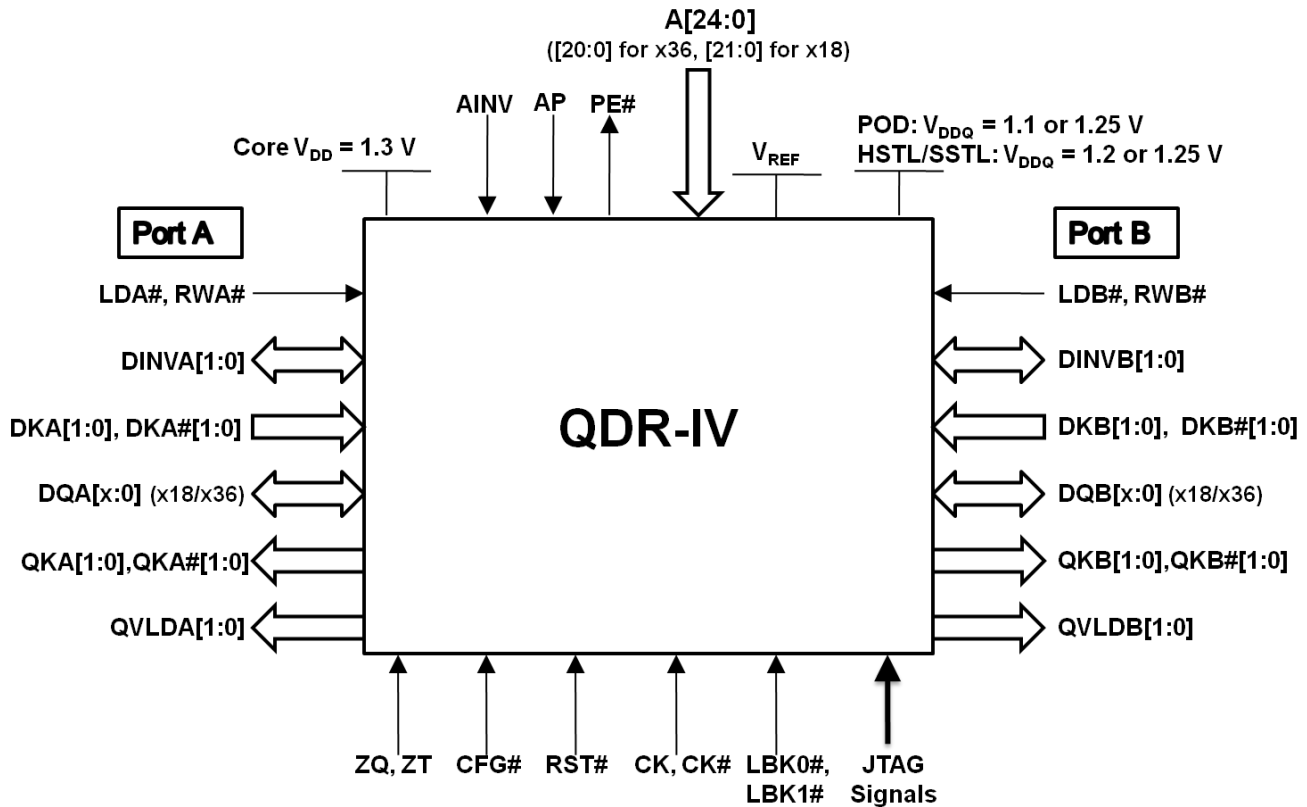 A[24:0]
([20:0] for x36, [21:0] for x18)
AINV
AP
PE#
POD: VDDQ = 1.1 or 1.25 V
HSTL/SSTL: VDDQ = 1.2 or 1.25 V
Core VDD = 1.3 V
VREF
Port A
Port B
LDA#, RWA#
LDB#, RWB#
DINVA[1:0]
DINVB[1:0]
DKA[1:0], DKA#[1:0]
QDR-IV
DKB[1:0], DKB#[1:0]
DQA[x:0] (x18/x36)
DQB[x:0] (x18/x36)
QKA[1:0],QKA#[1:0]
QKB[1:0],QKB#[1:0]
QVLDA[1:0]
QVLDB[1:0]
ZQ, ZT
CFG#
RST#
CK, CK#
LBK0#,
LBK1#
JTAG
Signals